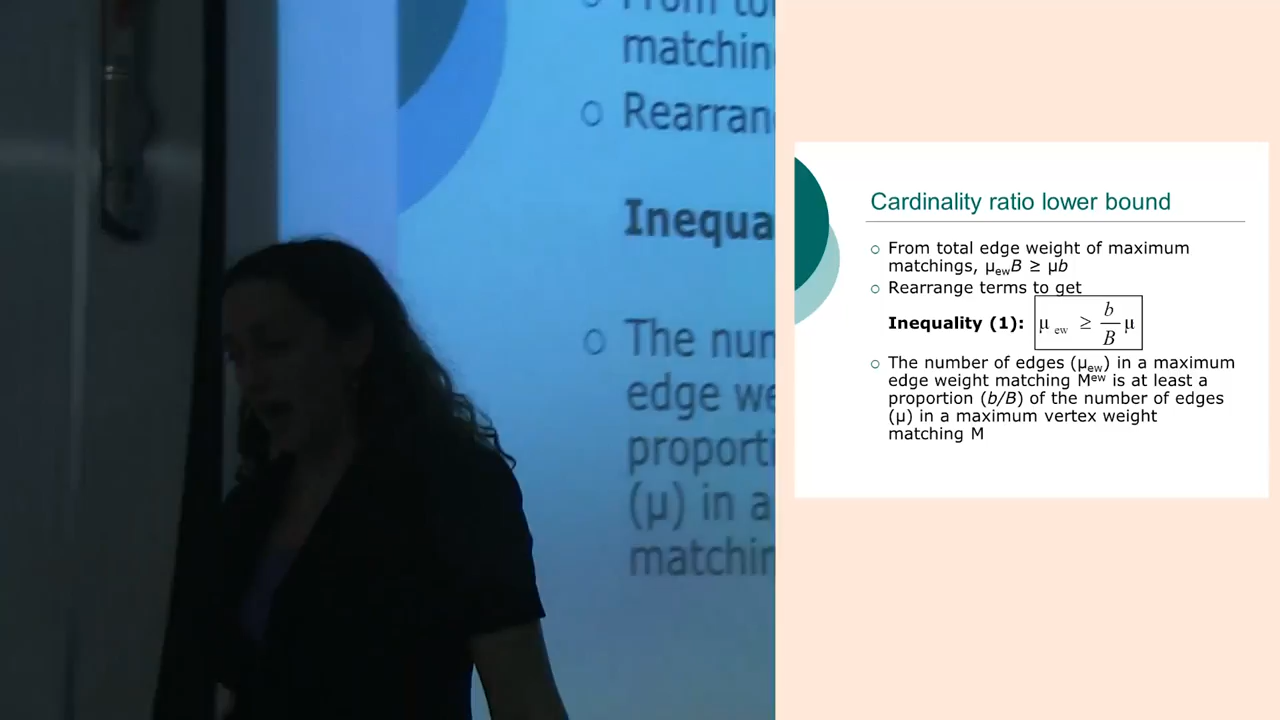 From to
matchin
Rearran
Inequa
The nun
edge we
proporti
(μ) in a
matchin
Cardinality ratio lower bound
From total edge weight of maximum
matchings, μewB ≥ μb
Rearrange terms to get
Inequality (1): μ ew ≥ b/B μ
The number of edges (μew) in a maximum
edge weight matching Mew is at least a
proportion (b/B) of the number of edges
(μ) in a maximum vertex weight
matching M